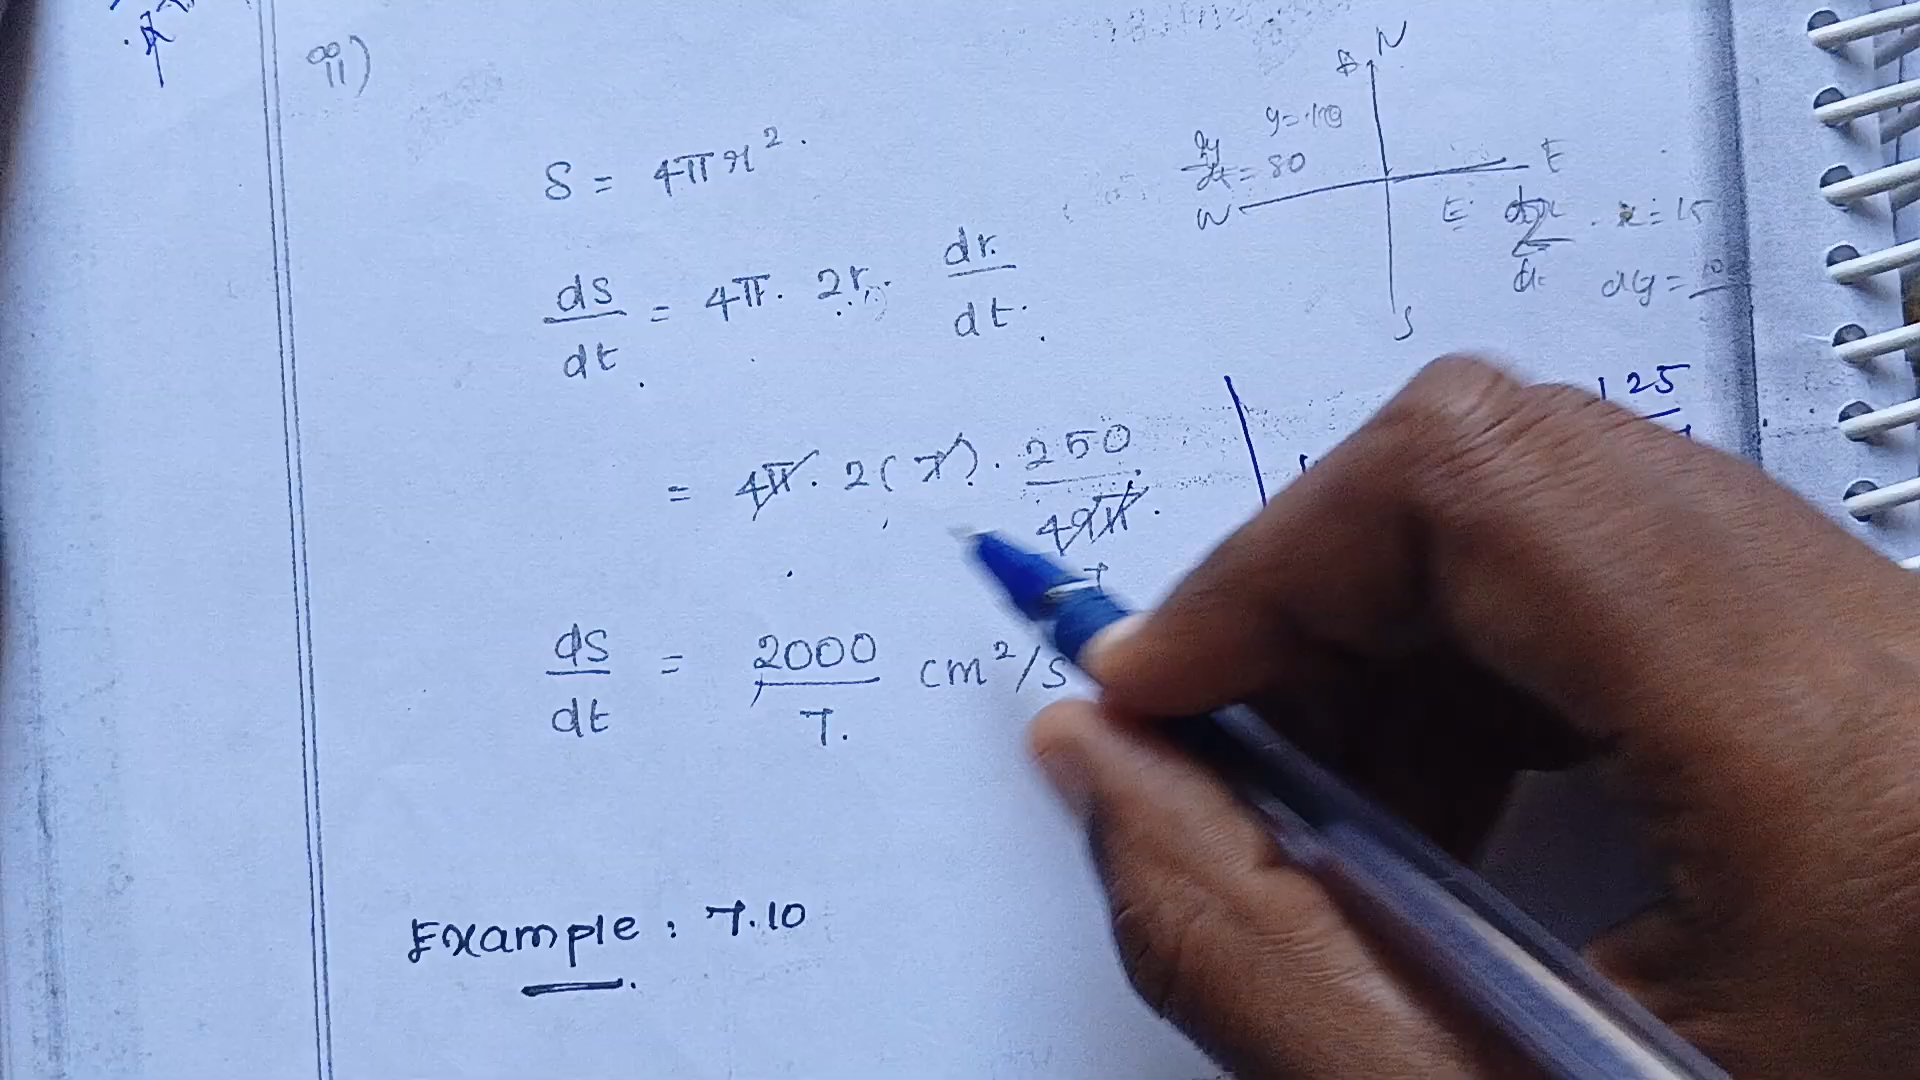 ii)
S = 4πr².
N
y=
dy/dt = 80
E
W
x = 15
S
ds/dt = 4π. 2r. dr/dt.
125
= 4π. 2(7). 250/49π.
7
ds/dt = 2000/7. cm²/s
Example : 7.10